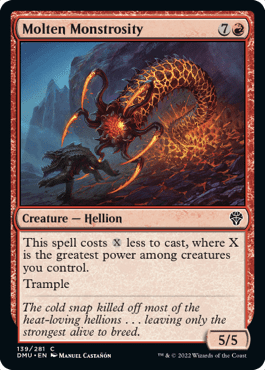 Molten Monstrosity 7
Creature — Hellion
This spell costs X less to cast, where X
is the greatest power among creatures
you control.
Trample
The cold snap killed off most of the
heat-loving hellions . . . leaving only the
strongest alive to breed.
5/5
139/281 C
DMU • EN MANUEL CASTAÑÓN
™ & © 2022 Wizards of the Coast